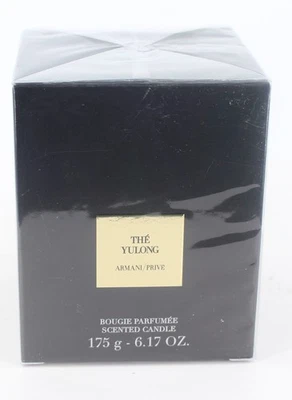 THÉ
YULONG
ARMANI/PRIVÉ
BOUGIE PARFUMÉE
SCENTED CANDLE
175 g - 6.17 OZ.